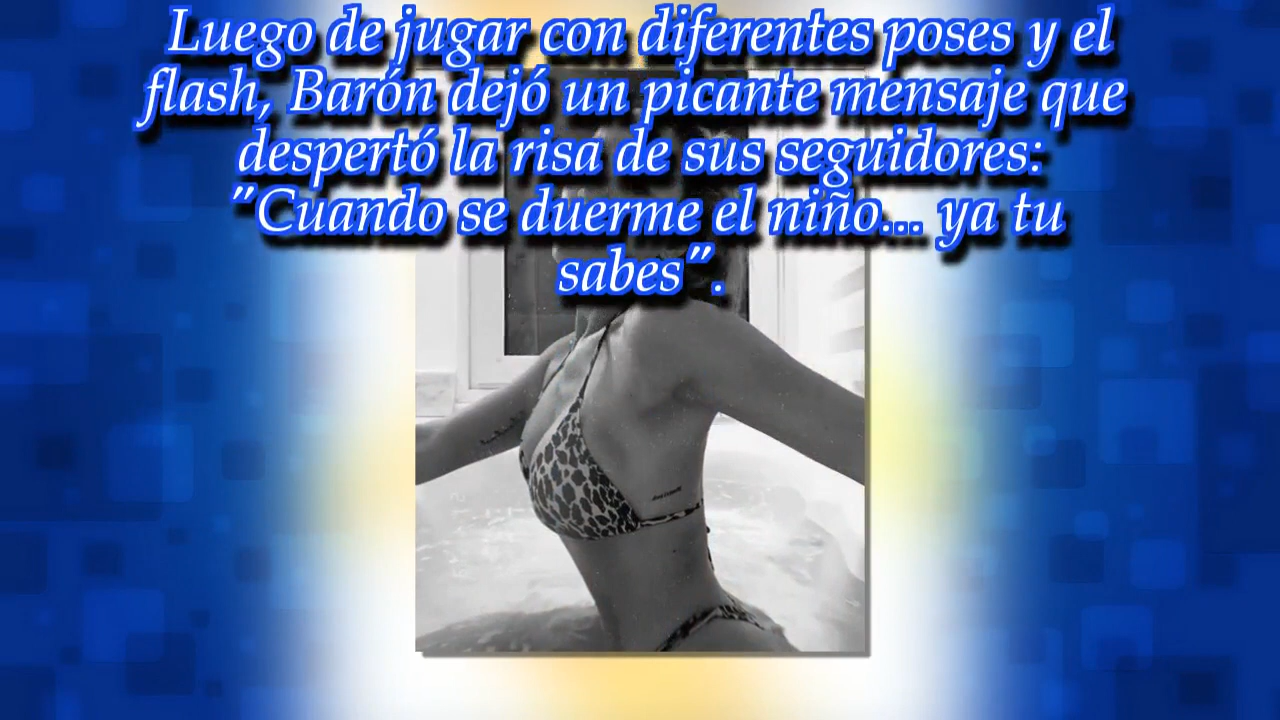 Luego de jugar con diferentes poses y el
flash, Barón dejó un picante mensaje que
despertó la risa de sus seguidores:
"Cuando se duerme el niño... ya tu
sabes".